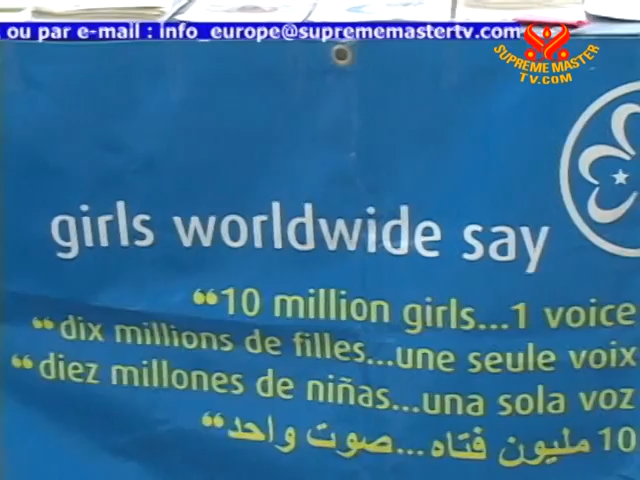 ou par e-mail : info_europe@suprememastertv.com
SUPREME MASTER
TV.COM
girls worldwide say
“10 million girls...1 voice
“dix millions de filles...une seule voix
“diez millones de niñas...una sola voz
10 مليون فتاه...صوت واحد“